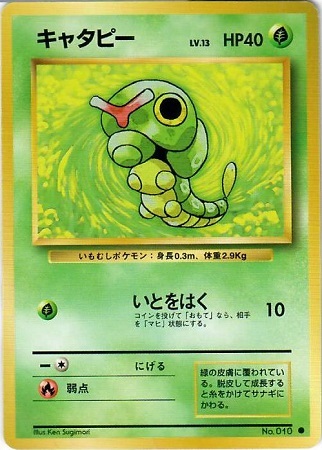 キャタピー LV.13 HP40
いもむしポケモン：身長0.3m、体重2.9Kg
いとをはく 10
コインを投げて「おもて」なら、相手
を「マヒ」状態にする。
にげる
弱点
緑の皮膚に覆われている。脱皮して成長する
と糸をかけてサナギに
かわる。
Illus.Ken Sugimori
No.010